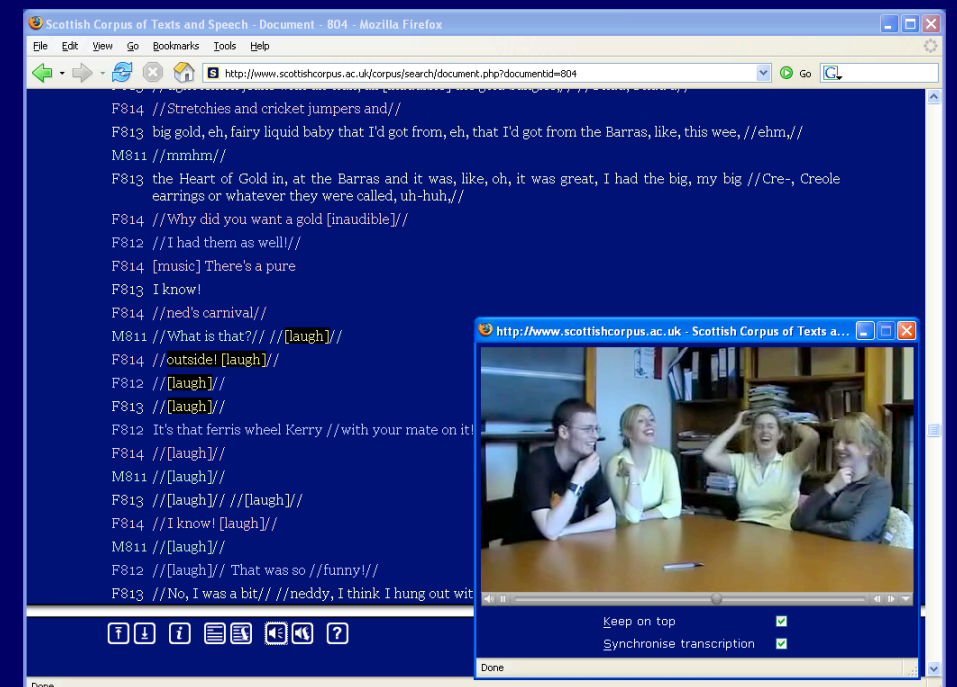 Scottish Corpus of Texts and Speech - Document - 804 - Mozilla Firefox
File Edit View Go Bookmarks Tools Help
http://www.scottishcorpus.ac.uk/corpus/search/document.php?documentid=804 Go G
F814 //Stretchies and cricket jumpers and//
F813 big gold, eh, fairy liquid baby that I'd got from, eh, that I'd got from the Barras, like, this wee, //ehm,//
M811 //mmhm//
F813 the Heart of Gold in, at the Barras and it was, like, oh, it was great, I had the big, my big //Cre-, Creole
earrings or whatever they were called, uh-huh,//
F814 //Why did you want a gold [inaudible]//
F812 //I had them as well!//
F814 [music] There's a pure
F813 I know!
F814 //ned's carnival//
M811 //What is that?// //[laugh]//
F814 //outside! [laugh]//
F812 //[laugh]//
F813 //[laugh]//
F812 It's that ferris wheel Kerry //with your mate on it!
F814 //[laugh]//
M811 //[laugh]//
F813 //[laugh]// //[laugh]//
F814 //I know! [laugh]//
M811 //[laugh]//
F812 //[laugh]// That was so //funny!//
F813 //No, I was a bit// //neddy, I think I hung out wit
http://www.scottishcorpus.ac.uk - Scottish Corpus of Texts a...
Keep on top
Synchronise transcription
Done
Done